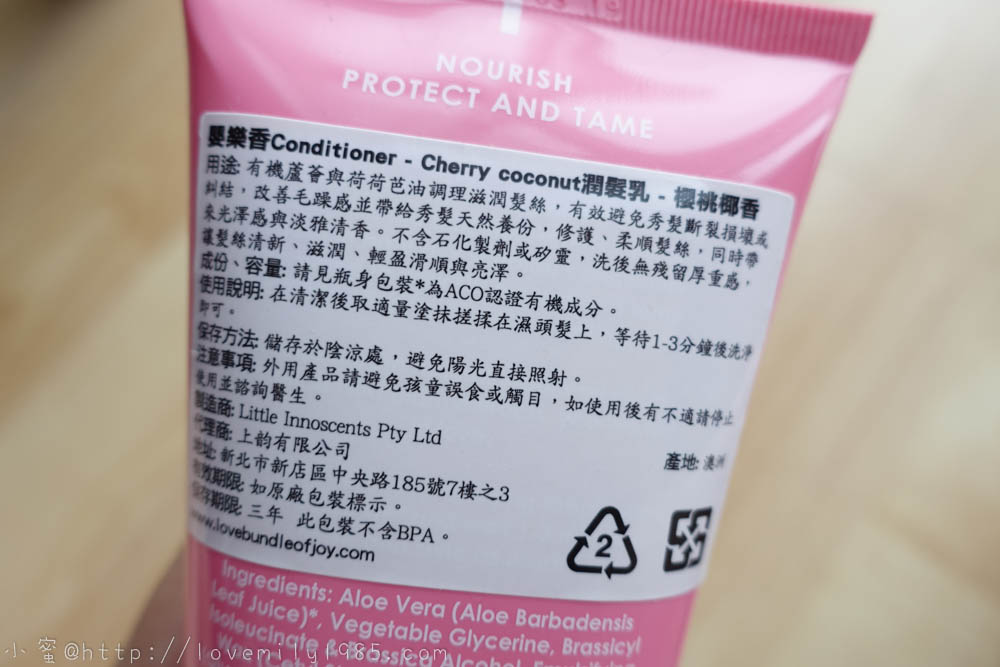 NOURISH
PROTECT AND TAME
嬰樂香Conditioner - Cherry coconut潤髮乳 - 櫻桃椰香
用途: 有機蘆薈與荷荷芭油調理滋潤髮絲，有效避免秀髮斷裂損壞或
糾結，改善毛躁感並帶給秀髮天然養份，修護、柔順髮絲，同時帶
來光澤感與淡雅清香。不含石化製劑或矽靈，洗後無殘留厚重感，
讓髮絲清新、滋潤、輕盈滑順與亮澤。
成份、容量: 請見瓶身包裝*為ACO認證有機成分。
使用說明: 在清潔後取適量塗抹搓揉在濕頭髮上，等待1-3分鐘後洗淨
即可。
保存方法: 儲存於陰涼處，避免陽光直接照射。
注意事項: 外用產品請避免孩童誤食或觸目，如使用後有不適請停止
使用並諮詢醫生。
製造商: Little Innoscents Pty Ltd
代理商: 上韵有限公司
產地: 澳洲
地址: 新北市新店區中央路185號7樓之3
有效期限: 如原廠包裝標示。
保存期限: 三年 此包裝不含BPA。
www.lovebundleofjoy.com
2
Ingredients: Aloe Vera (Aloe Barbadensis
Leaf Juice)*, Vegetable Glycerine, Brassicyl
Isoleucinate & Brassica Alcohol, Emulsifying
小蜜@http://lovemily1985.com